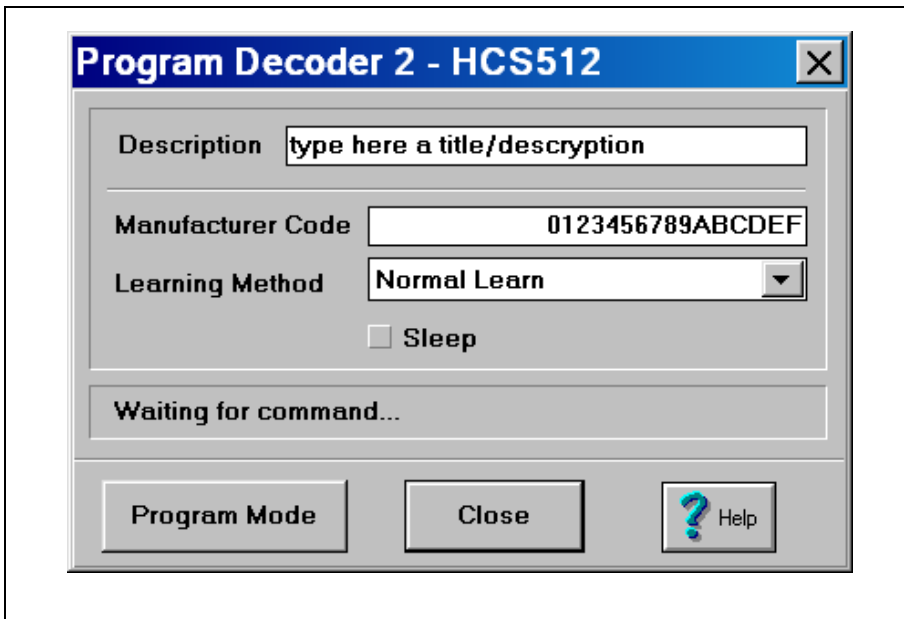 Program Decoder 2 - HCS512
Description type here a title/descryption
Manufacturer Code 0123456789ABCDEF
Learning Method Normal Learn
Sleep
Waiting for command...
Program Mode Close Help